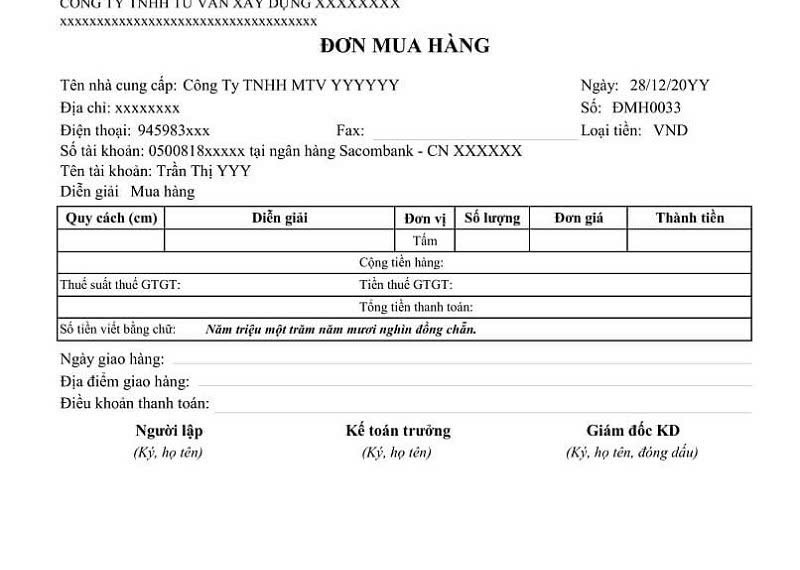 CÔNG TY TNHH TƯ VẤN XÂY DỰNG XXXXXXXX
xxxxxxxxxxxxxxxxxxxxxxxxxxxxxxxxxxx
ĐƠN MUA HÀNG
Tên nhà cung cấp: Công Ty TNHH MTV YYYYYY Ngày: 28/12/20YY
Địa chỉ: xxxxxxxx Số: ĐMH0033
Điện thoại: 945983xxx Fax: Loại tiền: VND
Số tài khoản: 0500818xxxxx tại ngân hàng Sacombank - CN XXXXXX
Tên tài khoản: Trần Thị YYY
Diễn giải Mua hàng
Quy cách (cm) Diễn giải Đơn vị Số lượng Đơn giá Thành tiền
Tấm
Cộng tiền hàng:
Thuế suất thuế GTGT: Tiền thuế GTGT:
Tổng tiền thanh toán:
Số tiền viết bằng chữ: Năm triệu một trăm năm mươi nghìn đồng chẵn.
Ngày giao hàng:
Địa điểm giao hàng:
Điều khoản thanh toán:
Người lập Kế toán trưởng Giám đốc KD
(Ký, họ tên) (Ký, họ tên) (Ký, họ tên, đóng dấu)